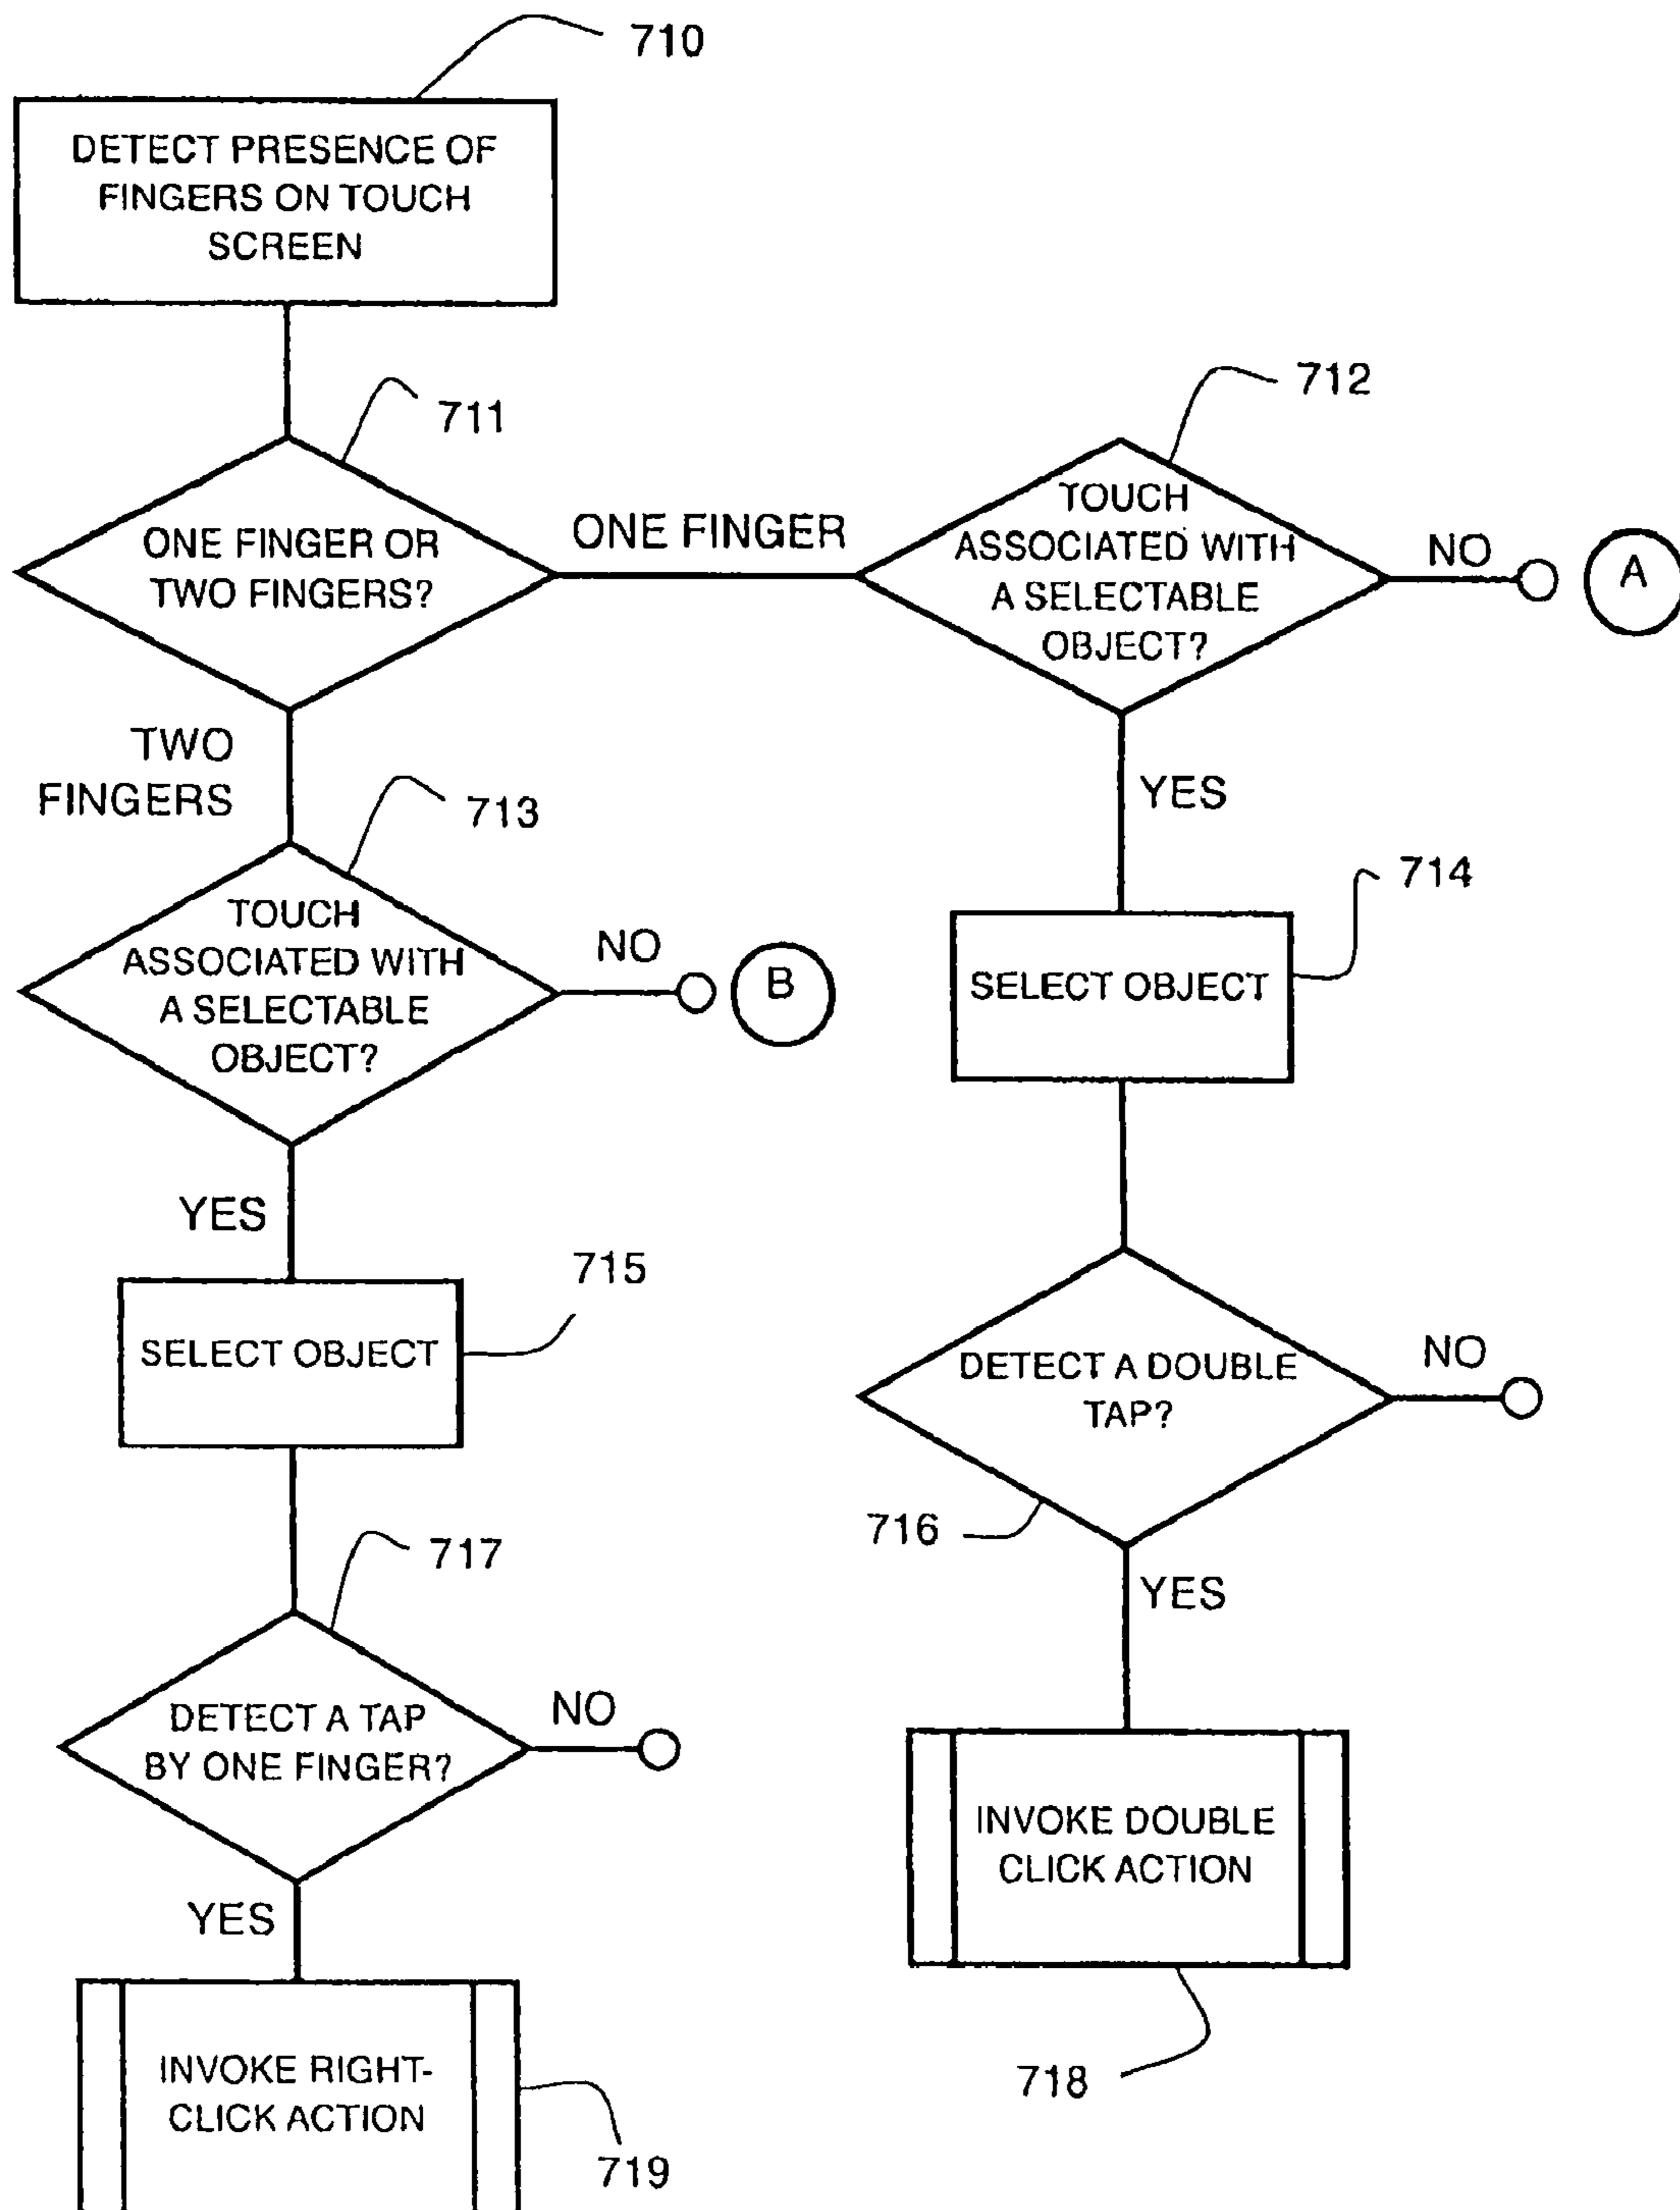 710
DETECT PRESENCE OF
FINGERS ON TOUCH
SCREEN
711
ONE FINGER OR
TWO FINGERS?
ONE FINGER
712
TOUCH
ASSOCIATED WITH
A SELECTABLE
OBJECT?
NO
A
TWO
FINGERS
YES
713
TOUCH
ASSOCIATED WITH
A SELECTABLE
OBJECT?
NO
B
714
SELECT OBJECT
YES
715
SELECT OBJECT
DETECT A DOUBLE
TAP?
NO
716
YES
717
DETECT A TAP
BY ONE FINGER?
NO
INVOKE DOUBLE
CLICK ACTION
718
YES
INVOKE RIGHT-
CLICK ACTION
719